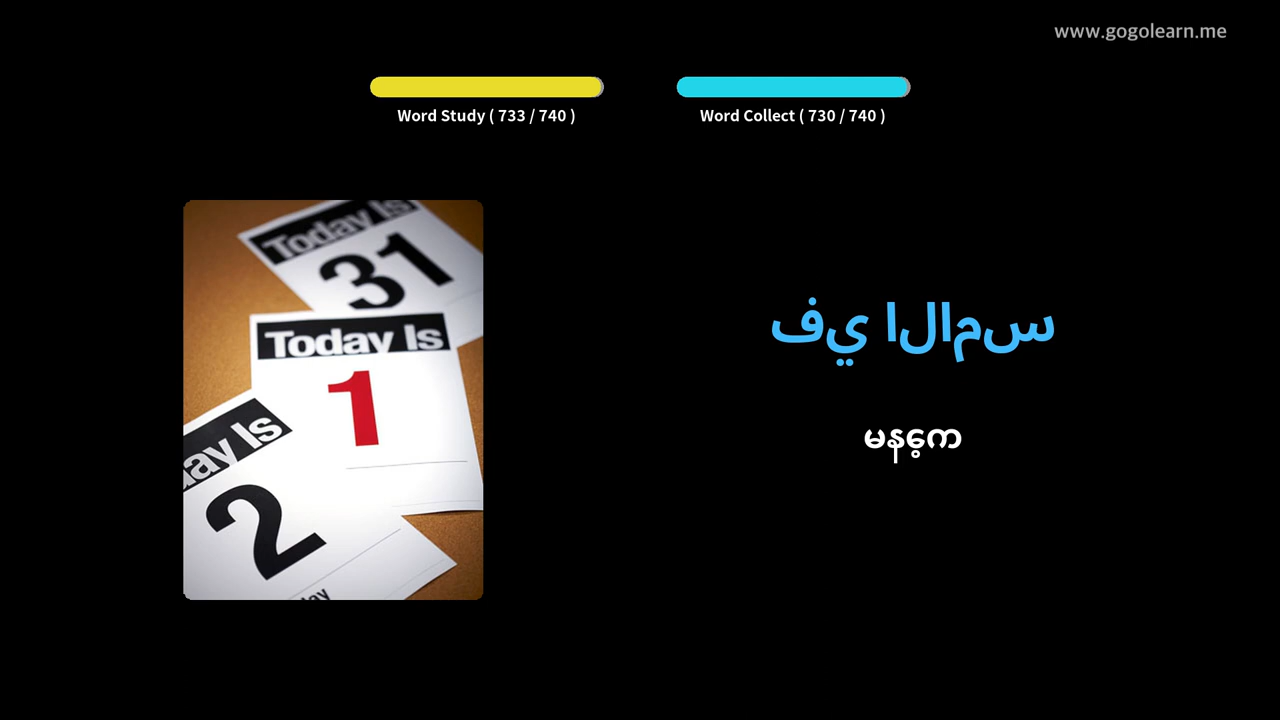 www.gogolearn.me
Word Study ( 733 / 740 )
Word Collect ( 730 / 740 )
Today Is
31
Today Is
1
ay Is
2
day
في الامس
မနေ့က